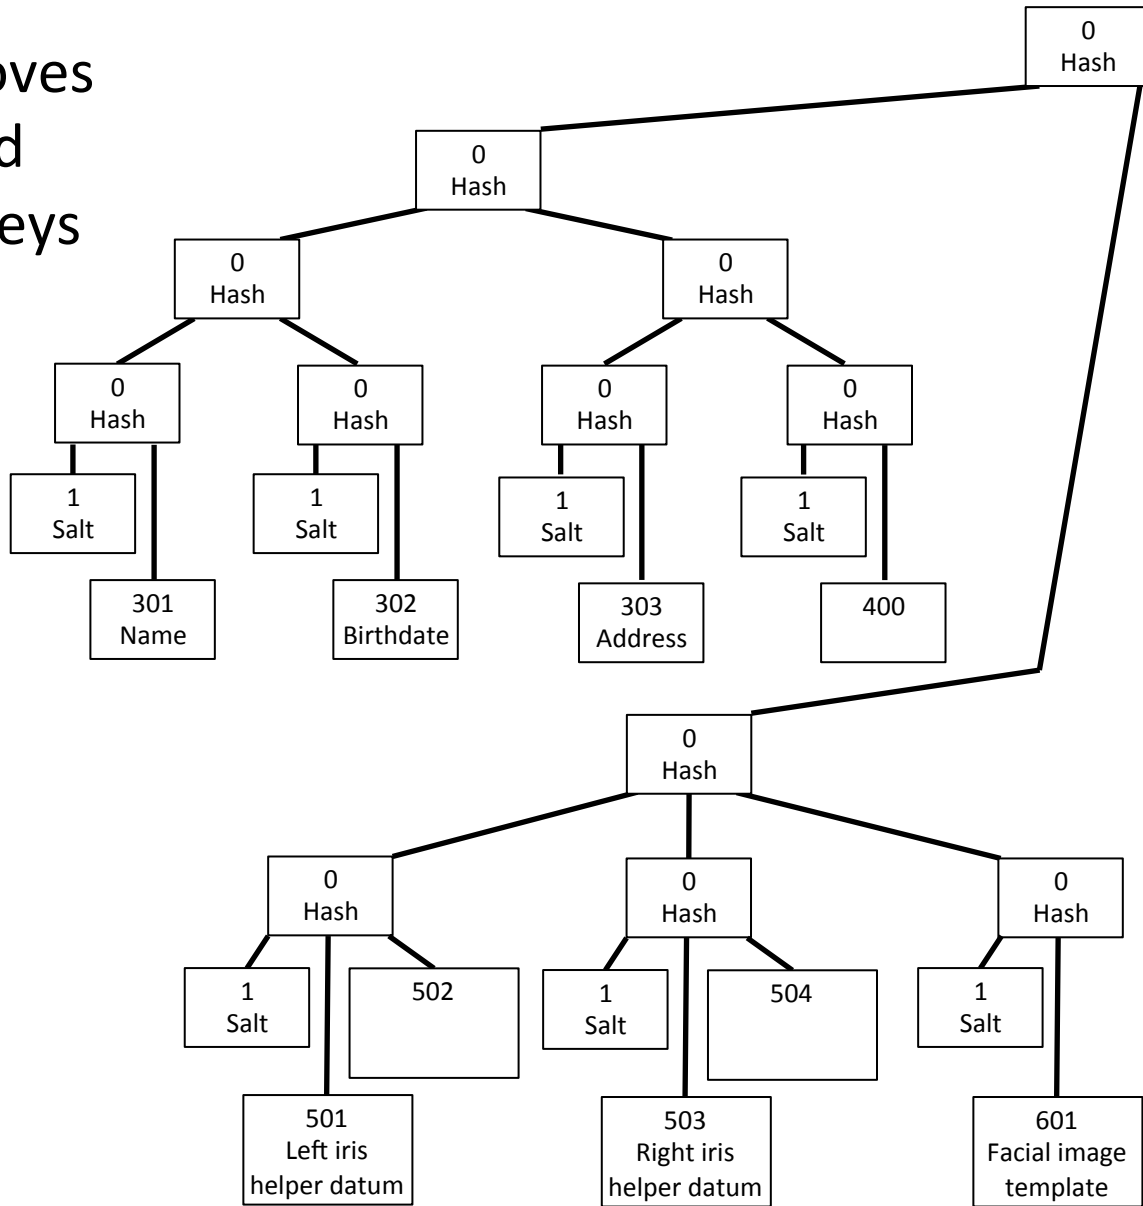 0
Hash
oves
d
eys
0
Hash
0
Hash
0
Hash
0
Hash
0
Hash
0
Hash
0
Hash
1
Salt
1
Salt
1
Salt
1
Salt
301
Name
302
Birthdate
303
Address
400
0
Hash
0
Hash
0
Hash
0
Hash
1
Salt
502
1
Salt
504
1
Salt
501
Left iris
helper datum
503
Right iris
helper datum
601
Facial image
template